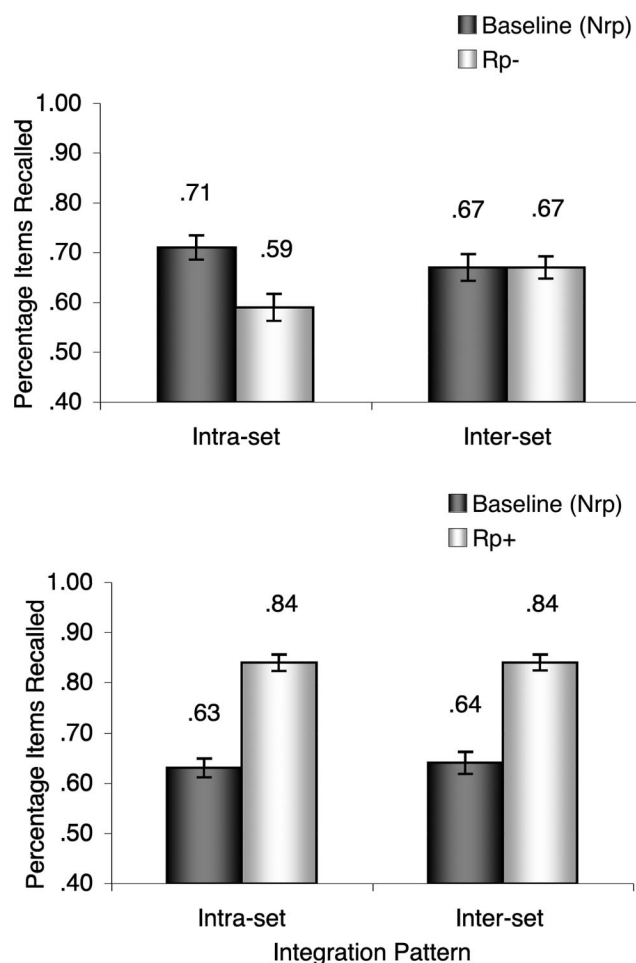 Baseline (Nrp)
Rp-
Percentage Items Recalled
1.00
.90
.80
.70
.60
.50
.40
.71
.59
.67
.67
Intra-set
Inter-set
Baseline (Nrp)
Rp+
Percentage Items Recalled
1.00
.90
.80
.70
.60
.50
.40
.63
.84
.64
.84
Intra-set
Inter-set
Integration Pattern